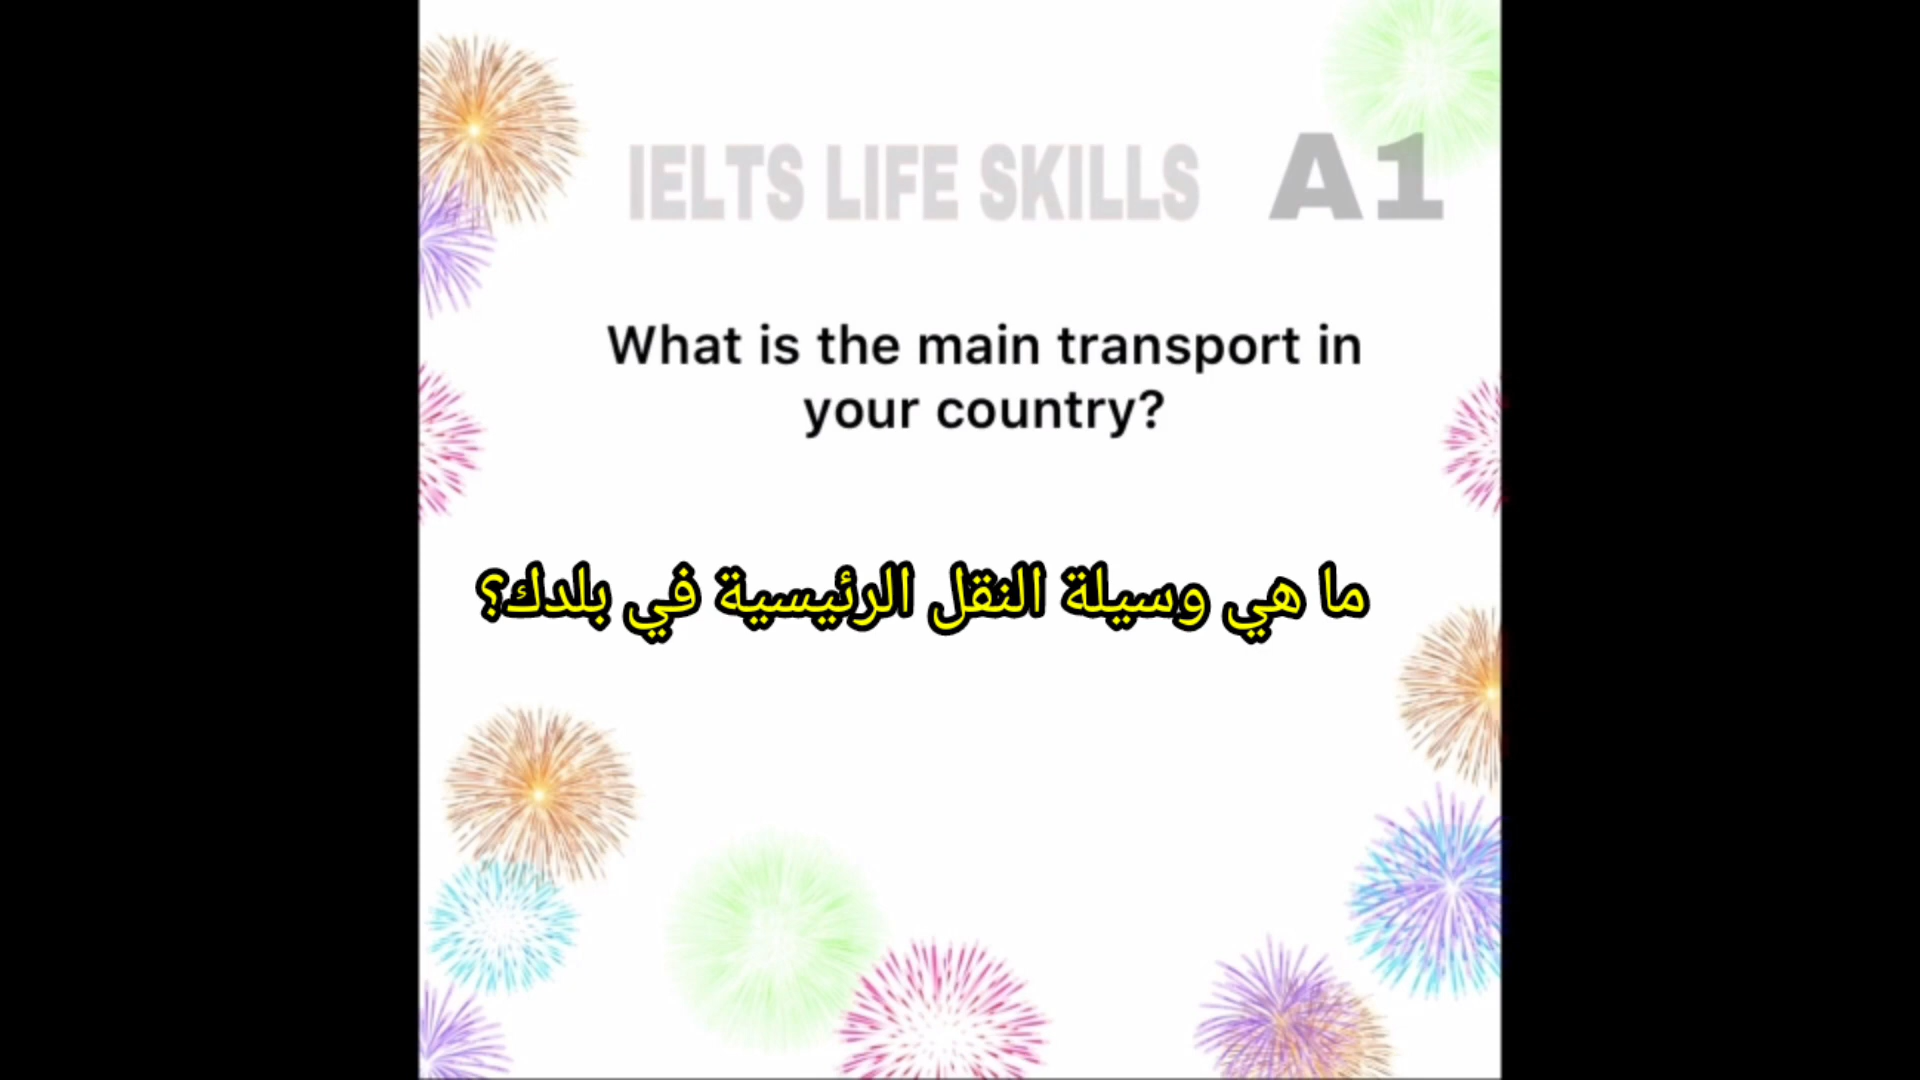 IELTS LIFE SKILLS A1
What is the main transport in
your country?
ما هي وسيلة النقل الرئيسية في بلدك؟